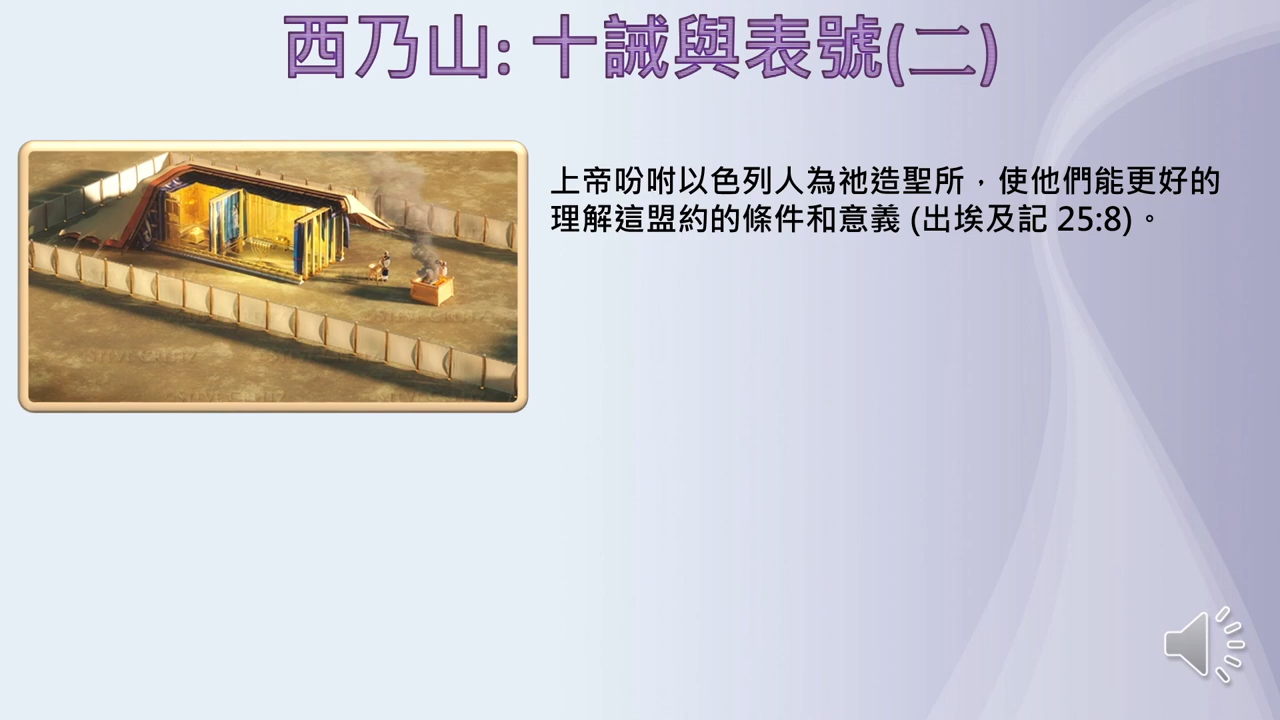 西乃山: 十誡與表號(二)
上帝吩咐以色列人為祂造聖所，使他們能更好的
理解這盟約的條件和意義 (出埃及記 25:8)。